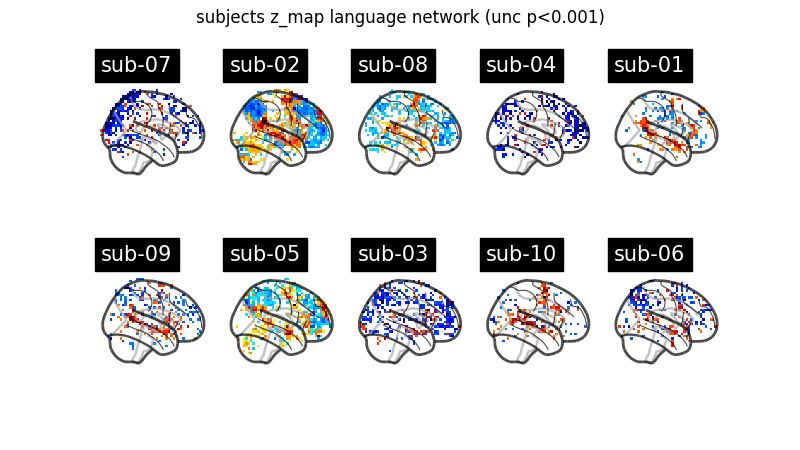 subjects z_map language network (unc p<0.001)
sub-07 sub-02 sub-08 sub-04 sub-01
sub-09 sub-05 sub-03 sub-10 sub-06